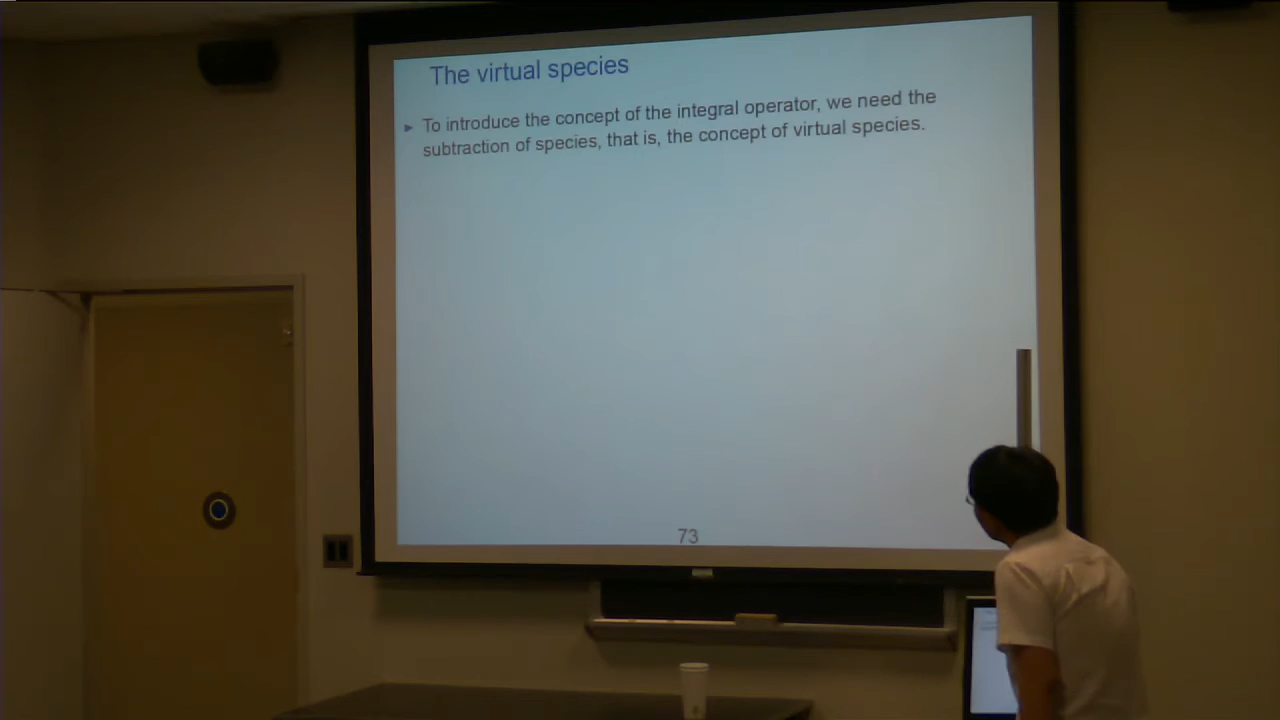 The virtual species
To introduce the concept of the integral operator, we need the
subtraction of species, that is, the concept of virtual species.
73